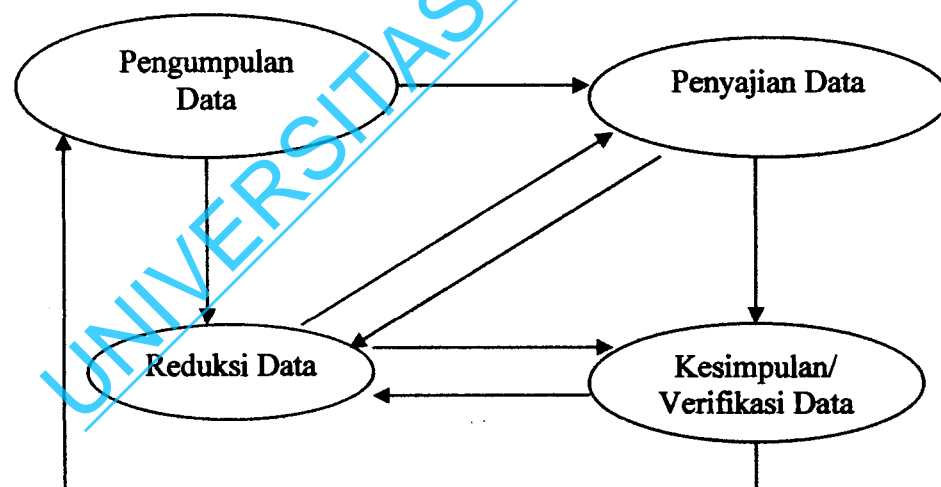 Pengumpulan
Data
Penyajian Data
Reduksi Data
Kesimpulan/
Verifikasi Data
UNIVERSITAS